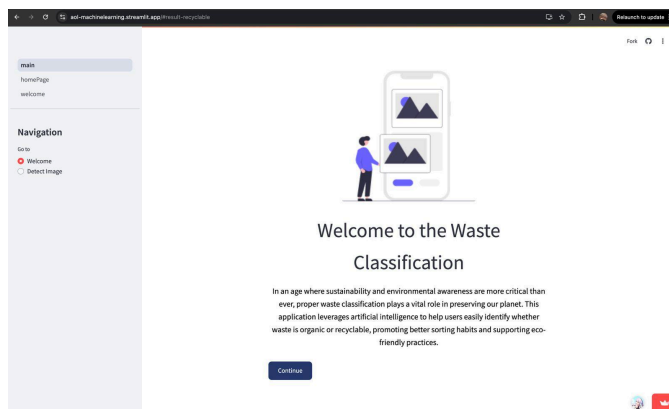 aol-machinelearning.streamlit.app/#result-recyclable
Relaunch to update
Fork
main
homePage
welcome
Navigation
Go to
Welcome
Detect Image
Welcome to the Waste
Classification
In an age where sustainability and environmental awareness are more critical than
ever, proper waste classification plays a vital role in preserving our planet. This
application leverages artificial intelligence to help users easily identify whether
waste is organic or recyclable, promoting better sorting habits and supporting eco-
friendly practices.
Continue